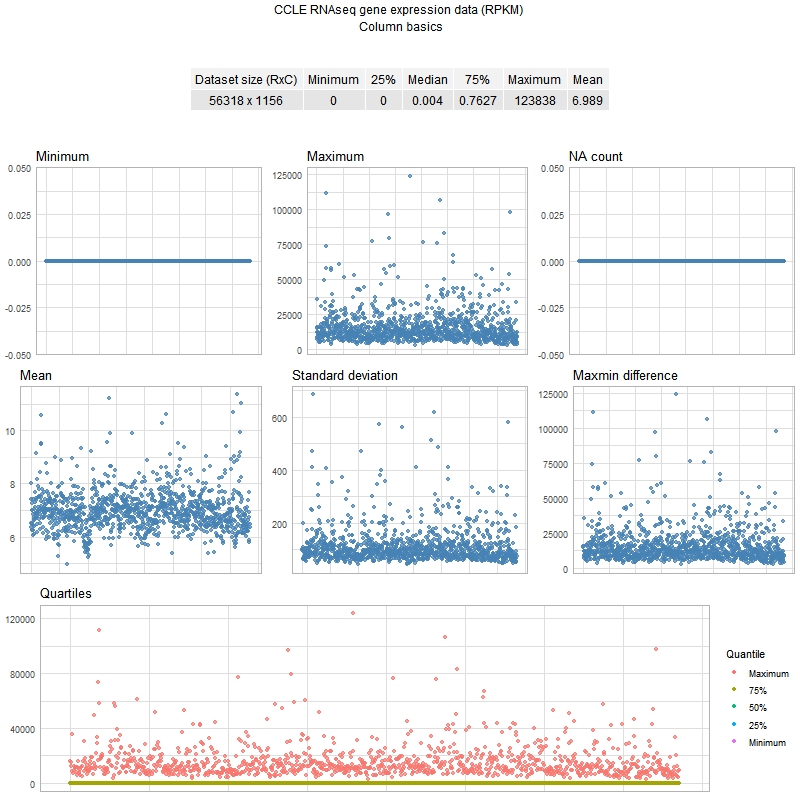 CCLE RNAseq gene expression data (RPKM)
Column basics
Dataset size (RxC) Minimum 25% Median 75% Maximum Mean
56318 x 1156 0 0 0.004 0.7627 123838 6.989
Minimum
0.050
0.025
0.000
-0.025
-0.050
Maximum
125000
100000
75000
50000
25000
0
NA count
0.050
0.025
0.000
-0.025
-0.050
Mean
10
8
6
Standard deviation
600
400
200
Maxmin difference
125000
100000
75000
50000
25000
0
Quartiles
120000
80000
40000
0
Quantile
Maximum
75%
50%
25%
Minimum